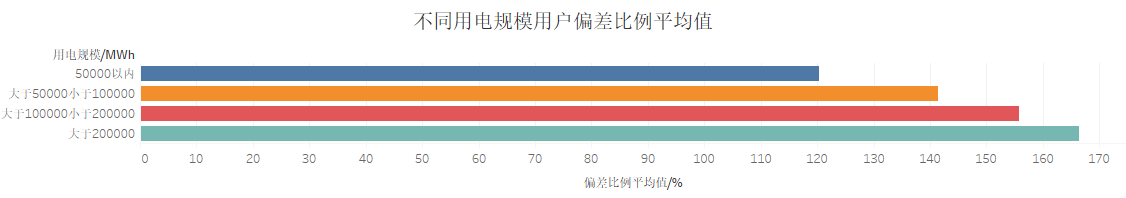 不同用电规模用户偏差比例平均值
用电规模/MWh
50000以内
大于50000小于100000
大于100000小于200000
大于200000
0 10 20 30 40 50 60 70 80 90 100 110 120 130 140 150 160 170
偏差比例平均值/%